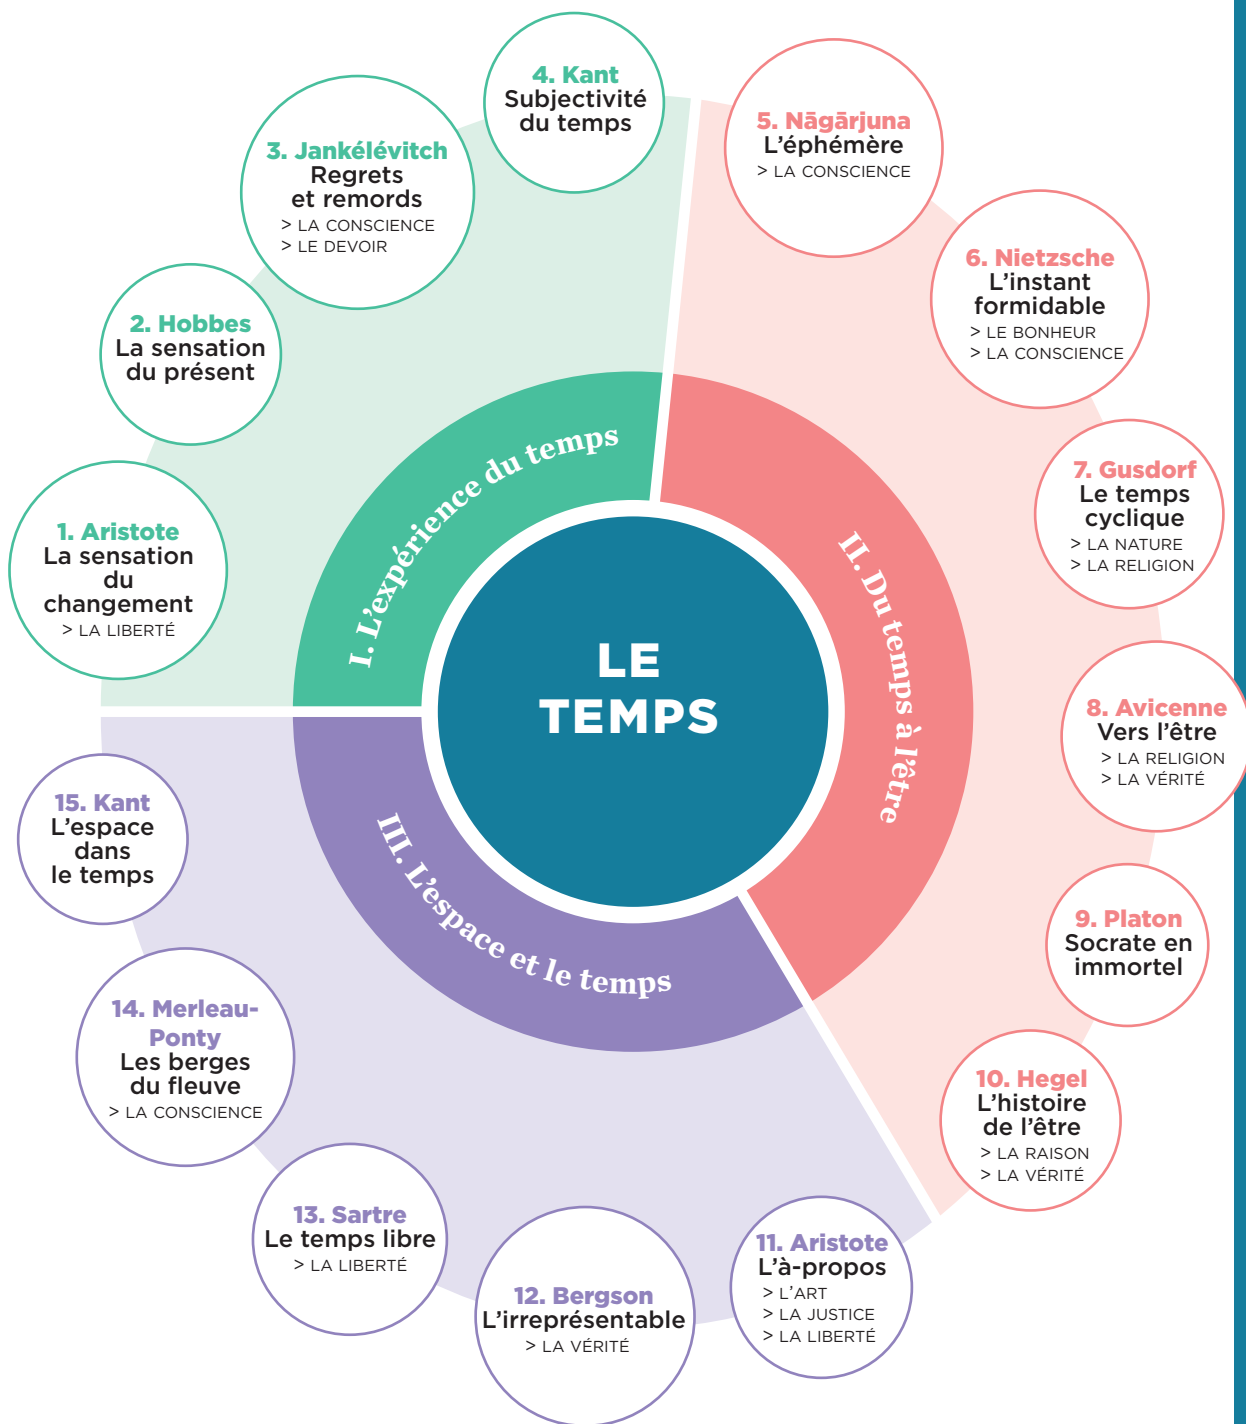 LE
TEMPS
I. L’expérience du temps
1. Aristote
La sensation
du
changement
> LA LIBERTÉ
2. Hobbes
La sensation
du présent
3. Jankélévitch
Regrets
et remords
> LA CONSCIENCE
> LE DEVOIR
4. Kant
Subjectivité
du temps
II. Du temps à l’être
5. Nāgārjuna
L’éphémère
> LA CONSCIENCE
6. Nietzsche
L’instant
formidable
> LE BONHEUR
> LA CONSCIENCE
7. Gusdorf
Le temps
cyclique
> LA NATURE
> LA RELIGION
8. Avicenne
Vers l’être
> LA RELIGION
> LA VÉRITÉ
9. Platon
Socrate en
immortel
10. Hegel
L’histoire
de l’être
> LA RAISON
> LA VÉRITÉ
III. L’espace et le temps
11. Aristote
L’à-propos
> L’ART
> LA JUSTICE
> LA LIBERTÉ
12. Bergson
L’irreprésentable
> LA VÉRITÉ
13. Sartre
Le temps libre
> LA LIBERTÉ
14. Merleau-
Ponty
Les berges
du fleuve
> LA CONSCIENCE
15. Kant
L’espace
dans
le temps